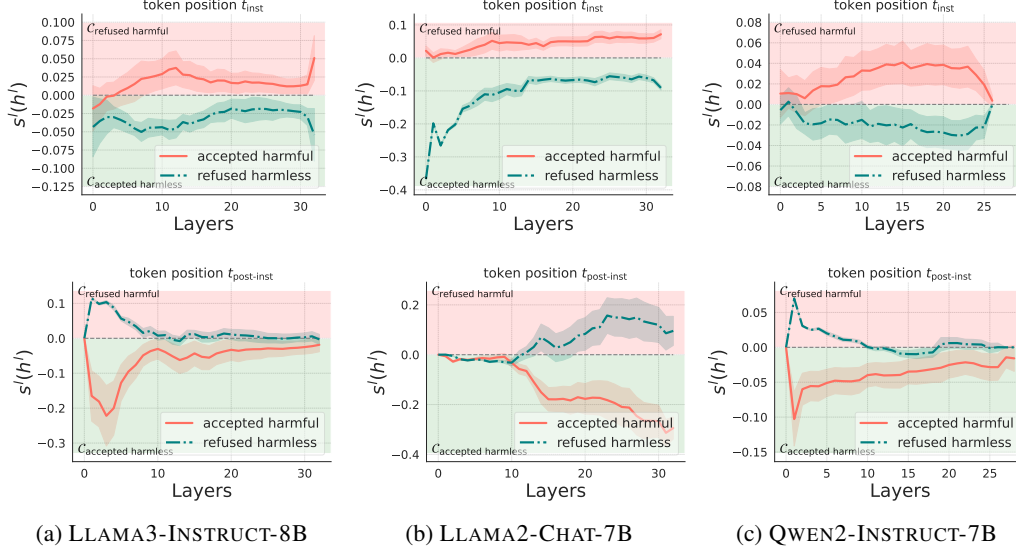 token position t_inst
C_refused harmful
0.100
0.075
0.050
0.025
0.000
−0.025
−0.050
−0.075
−0.100
−0.125
s^l(h^l)
accepted harmful
refused harmless
C_accepted harmless
0 10 20 30
Layers
token position t_inst
C_refused harmful
0.1
0.0
−0.1
−0.2
−0.3
−0.4
s^l(h^l)
accepted harmful
refused harmless
C_accepted harmless
0 5 10 15 20 25 30
Layers
token position t_inst
C_refused harmful
0.08
0.06
0.04
0.02
0.00
0.02
0.04
0.06
0.08
s^l(h^l)
accepted harmful
refused harmless
C_accepted harmless
0 5 10 15 20 25
Layers
token position t_post-inst
C_refused harmful
0.1
0.0
−0.1
−0.2
−0.3
s^l(h^l)
accepted harmful
refused harmless
C_accepted harmless
0 10 20 30
Layers
token position t_post-inst
C_refused harmful
0.2
0.0
−0.2
−0.4
s^l(h^l)
accepted harmful
refused harmless
C_accepted harmless
0 10 20 30
Layers
token position t_post-inst
C_refused harmful
0.05
0.00
−0.05
−0.10
−0.15
s^l(h^l)
accepted harmful
refused harmless
C_accepted harmless
0 5 10 15 20 25
Layers
(a) LLAMA3-INSTRUCT-8B
(b) LLAMA2-CHAT-7B
(c) QWEN2-INSTRUCT-7B